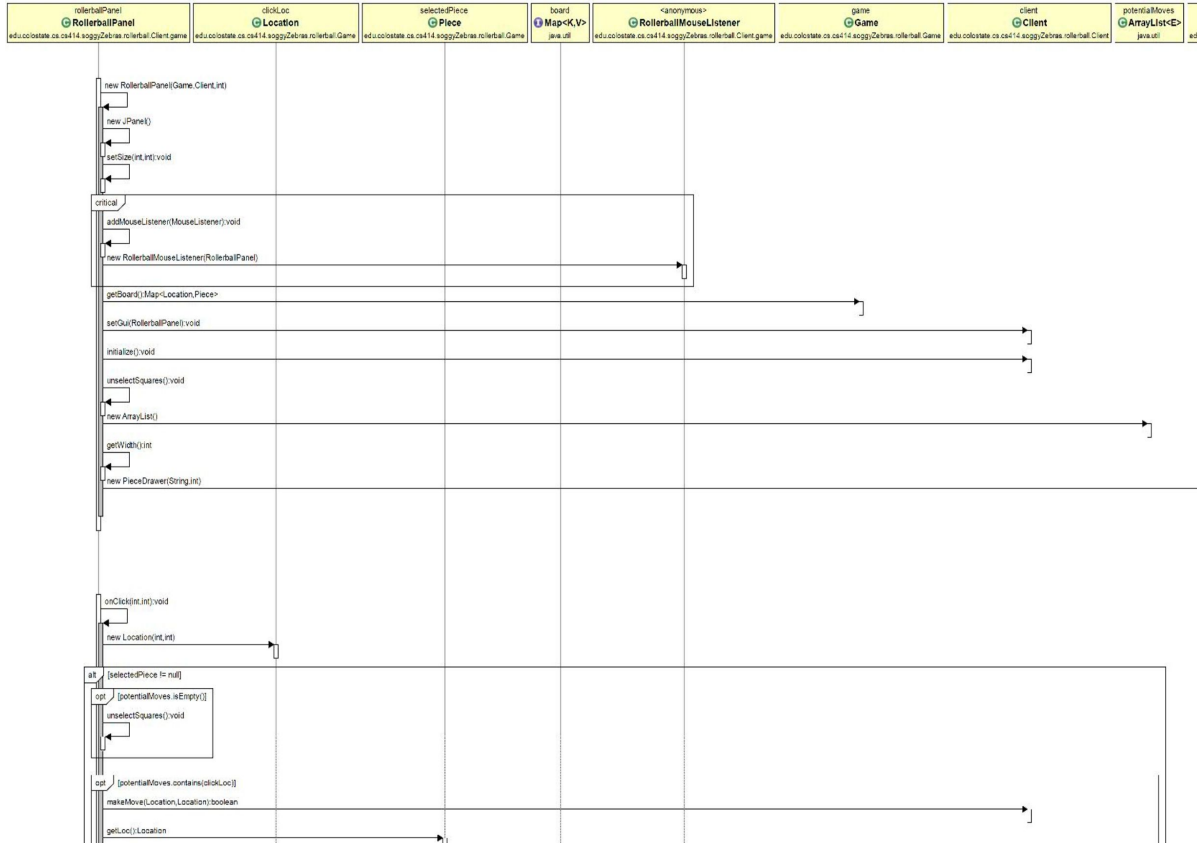 rollerballPanel
C RollerballPanel
edu.colostate.cs.cs414.soggyZebras.rollerball.Client.game
clickLoc
C Location
edu.colostate.cs.cs414.soggyZebras.rollerball.Game
selectedPiece
C Piece
edu.colostate.cs.cs414.soggyZebras.rollerball.Game
board
I Map<K,V>
java.util
<anonymous>
C RollerballMouseListener
edu.colostate.cs.cs414.soggyZebras.rollerball.Client.game
game
C Game
edu.colostate.cs.cs414.soggyZebras.rollerball.Game
client
C Client
edu.colostate.cs.cs414.soggyZebras.rollerball.Client
potentialMoves
C ArrayList<E>
java.util
ed
new RollerballPanel(Game,Client,int)
new JPanel()
setSize(int,int):void
critical
addMouseListener(MouseListener):void
new RollerballMouseListener(RollerballPanel)
getBoard():Map<Location,Piece>
setGui(RollerballPanel):void
initialize():void
unselectSquares():void
new ArrayList()
getWidth():int
new PieceDrawer(String,int)
onClick(int,int):void
new Location(int,int)
alt [selectedPiece != null]
opt [potentialMoves.isEmpty()]
unselectSquares():void
opt [potentialMoves.contains(clickLoc)]
makeMove(Location,Location):boolean
getLoc():Location